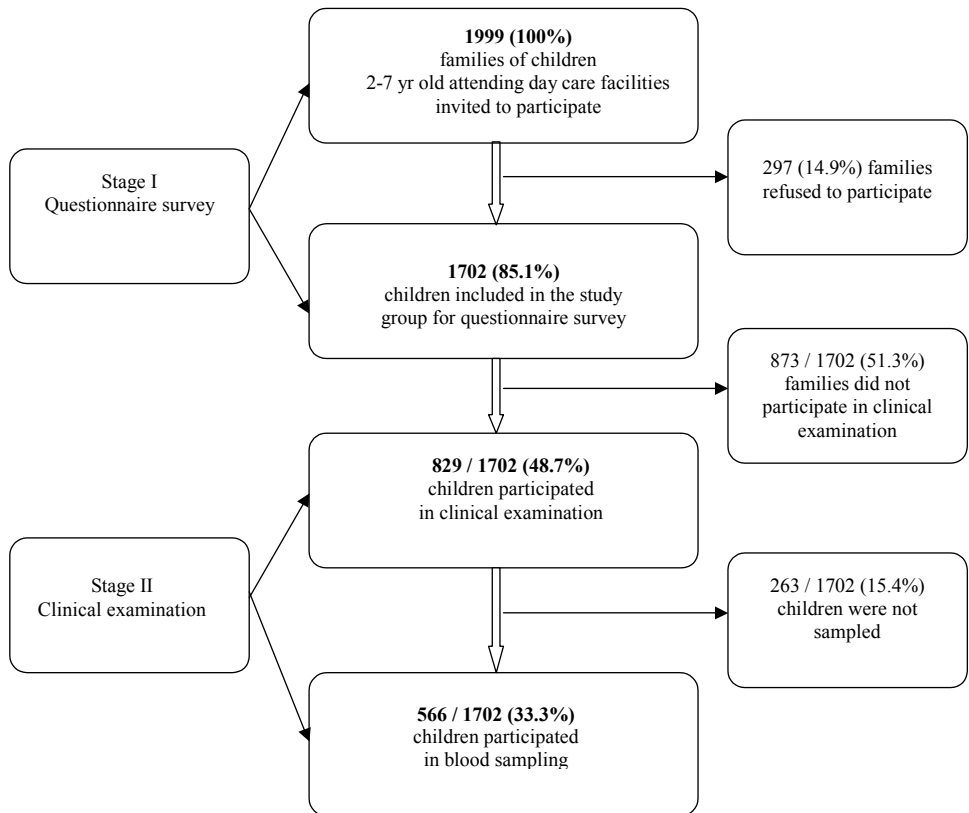 1999 (100%)
families of children
2-7 yr old attending day care facilities
invited to participate
Stage I
Questionnaire survey
297 (14.9%) families
refused to participate
1702 (85.1%)
children included in the study
group for questionnaire survey
873 / 1702 (51.3%)
families did not
participate in clinical
examination
829 / 1702 (48.7%)
children participated
in clinical examination
Stage II
Clinical examination
263 / 1702 (15.4%)
children were not
sampled
566 / 1702 (33.3%)
children participated
in blood sampling